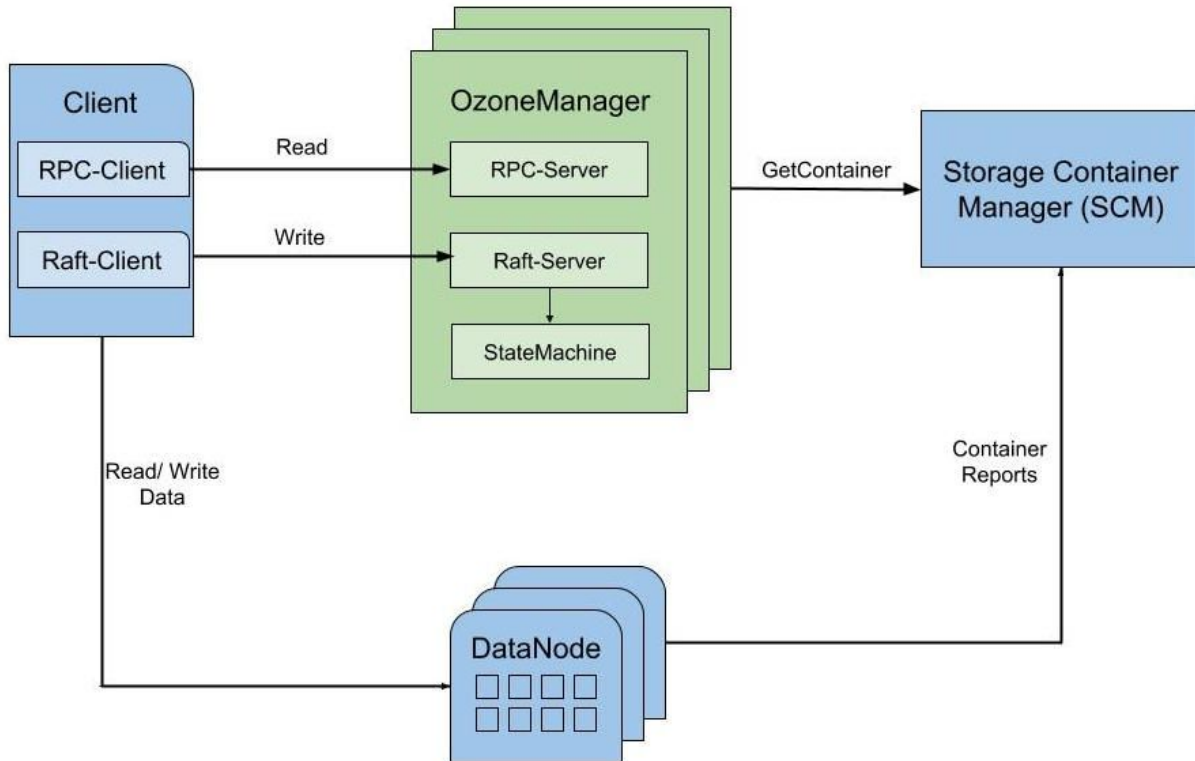 Client
RPC-Client
Raft-Client
Read
Write
OzoneManager
RPC-Server
Raft-Server
StateMachine
GetContainer
Storage Container
Manager (SCM)
Read/ Write
Data
Container
Reports
DataNode